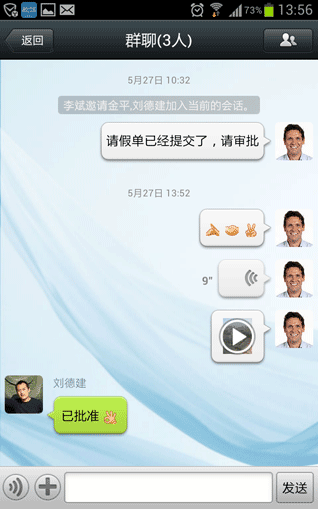 73% 13:56
返回
群聊(3人)
5月27日 10:32
李斌邀请金平,刘德建加入当前的会话。
请假单已经提交了，请审批
5月27日 13:52
9"
刘德建
已批准
发送